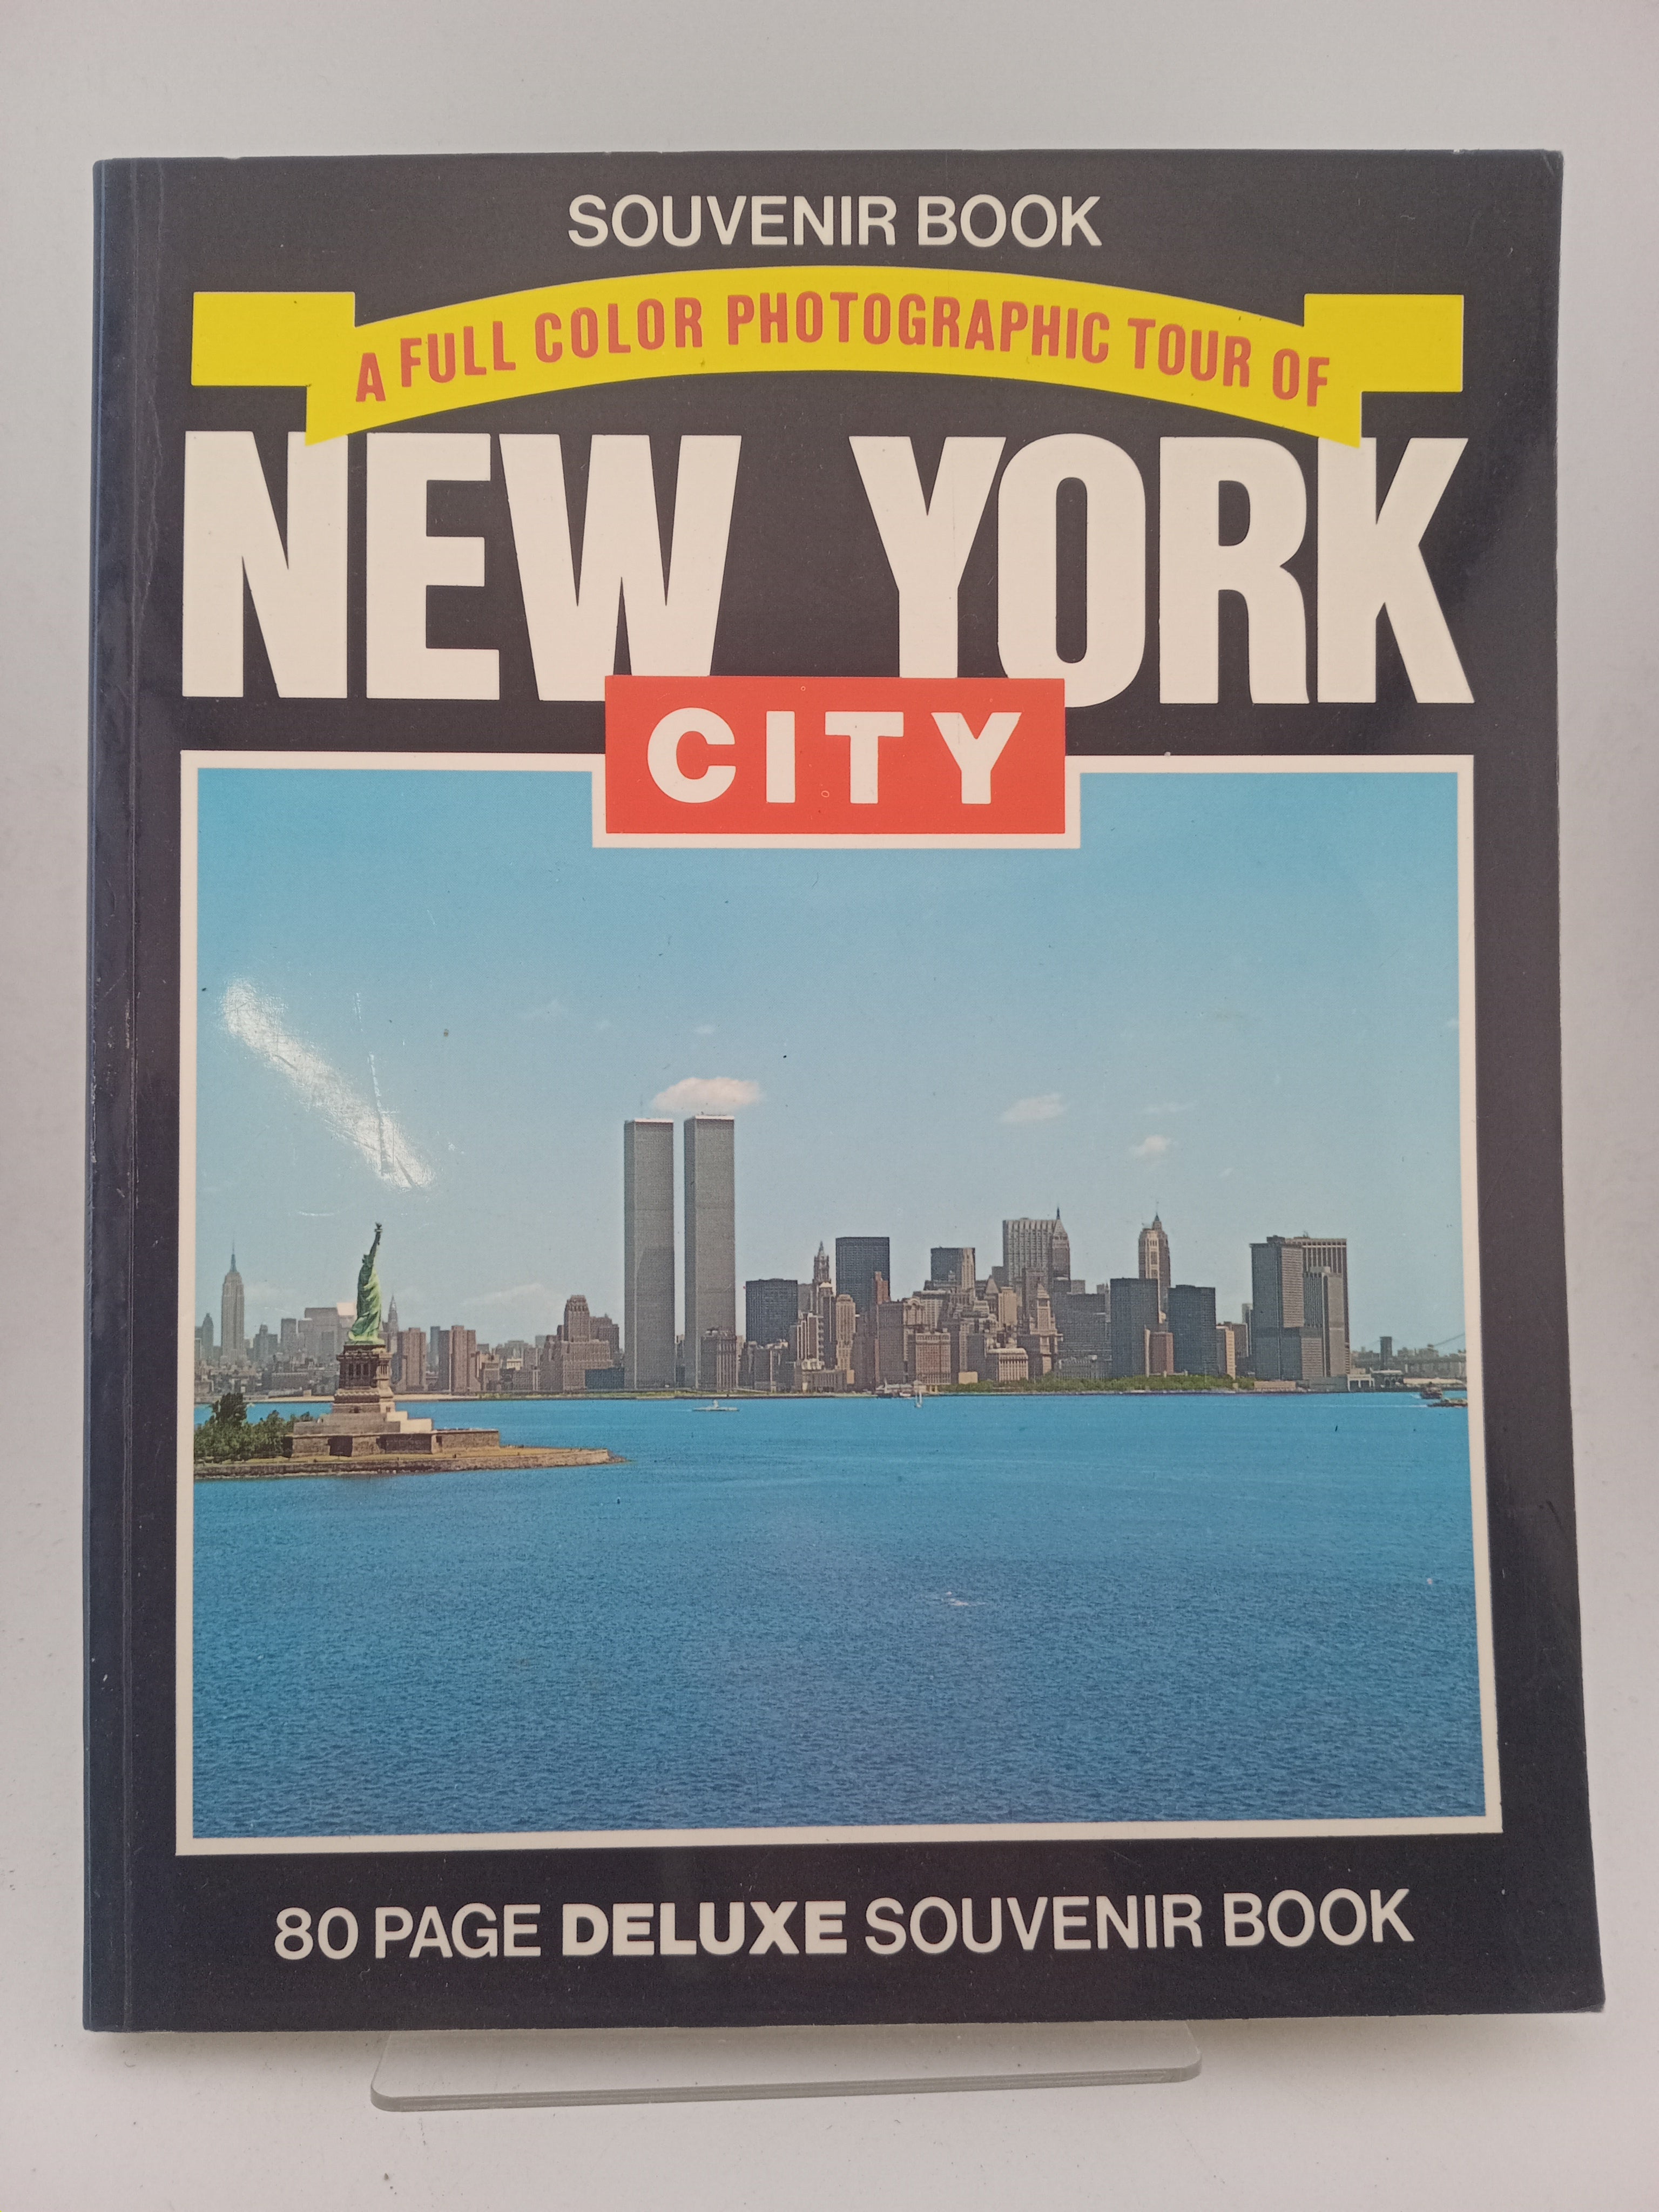 SOUVENIR BOOK
A FULL COLOR PHOTOGRAPHIC TOUR OF
NEW YORK
CITY
80 PAGE DELUXE SOUVENIR BOOK